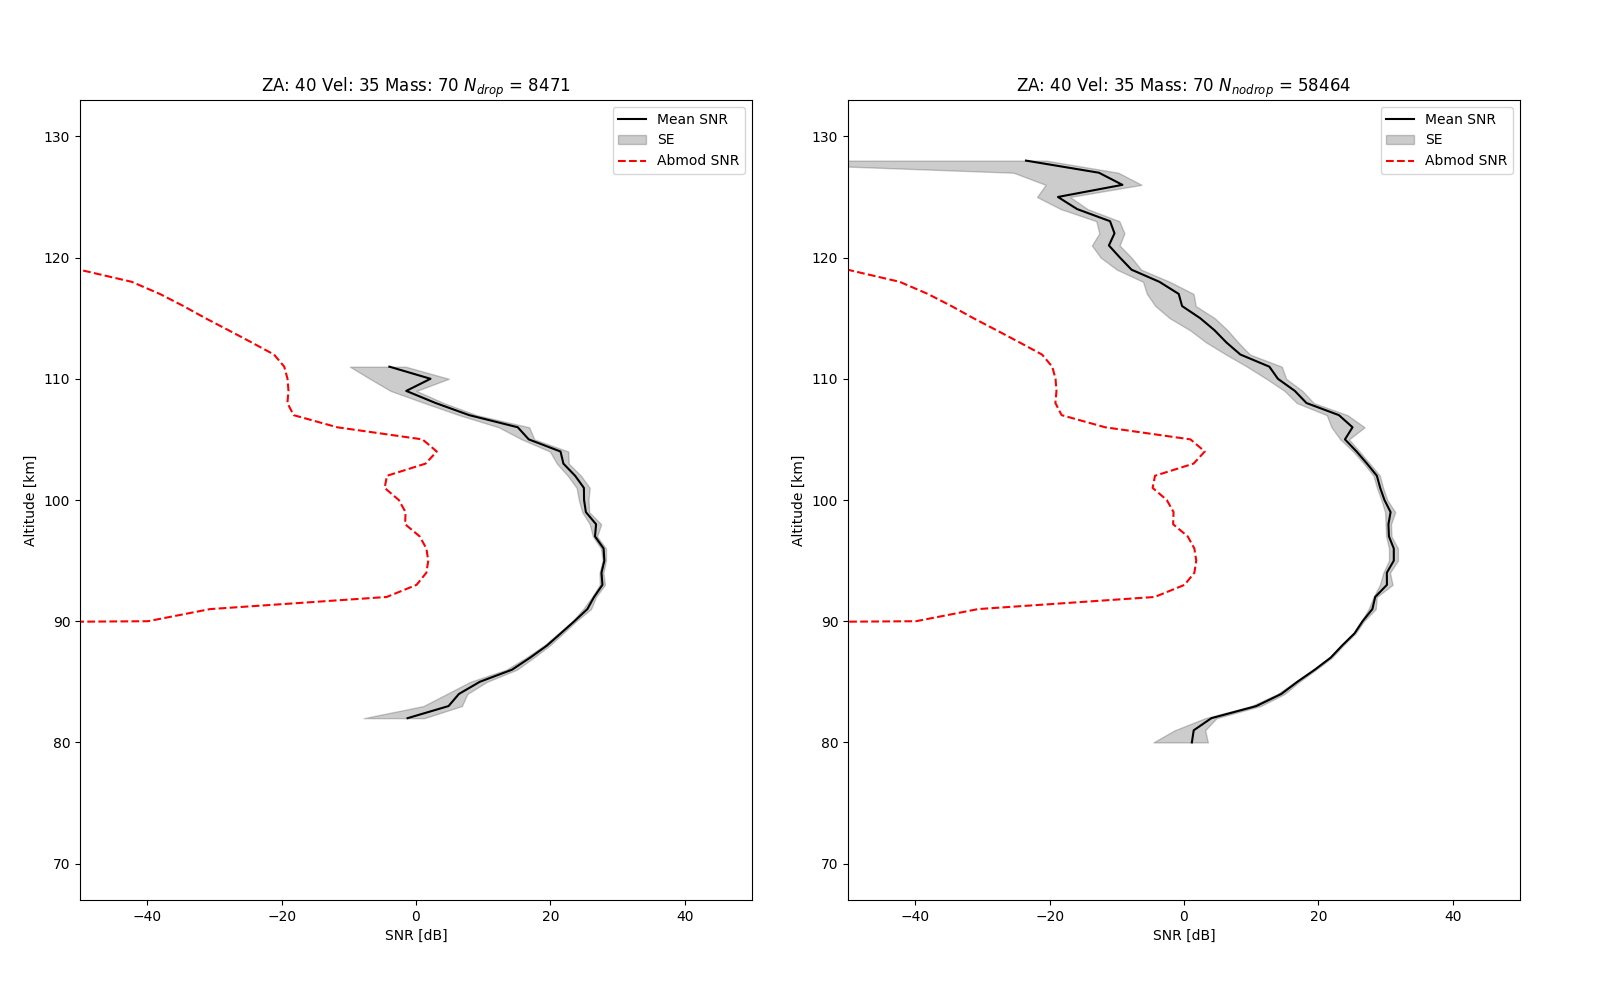 ZA: 40 Vel: 35 Mass: 70 N_drop = 8471
Mean SNR
SE
Abmod SNR
130
120
110
100
90
80
70
Altitude [km]
−40
−20
0
20
40
SNR [dB]
ZA: 40 Vel: 35 Mass: 70 N_nodrop = 58464
Mean SNR
SE
Abmod SNR
130
120
110
100
90
80
70
Altitude [km]
−40
−20
0
20
40
SNR [dB]